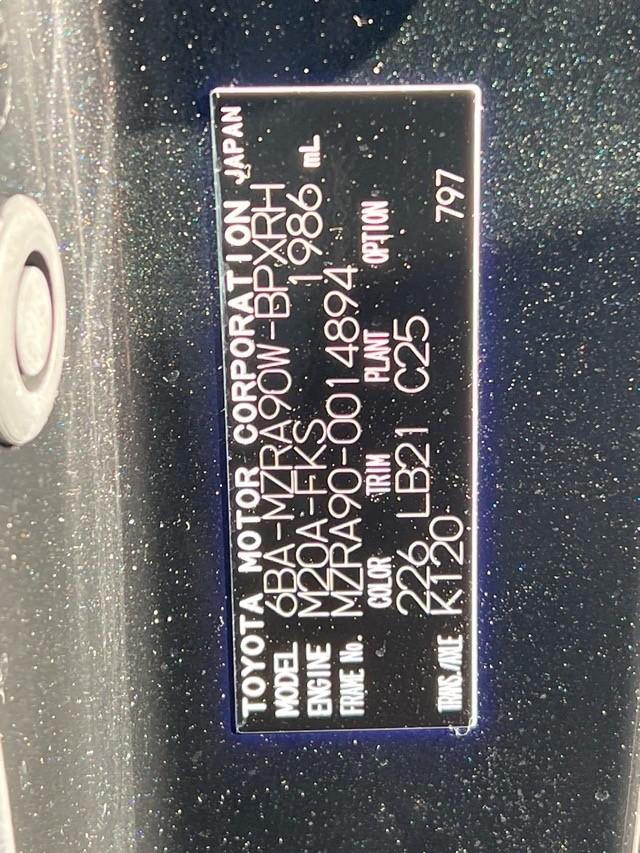 TOYOTA MOTOR CORPORATION JAPAN
MODEL 6BA-MZRA90W-BPXRH
ENGINE M20A-FKS 1986 mL
FRAME No. MZRA90-0014894
COLOR TRIM PLANT OPTION
226 LB21 C25
TRANS./AXLE K120 797